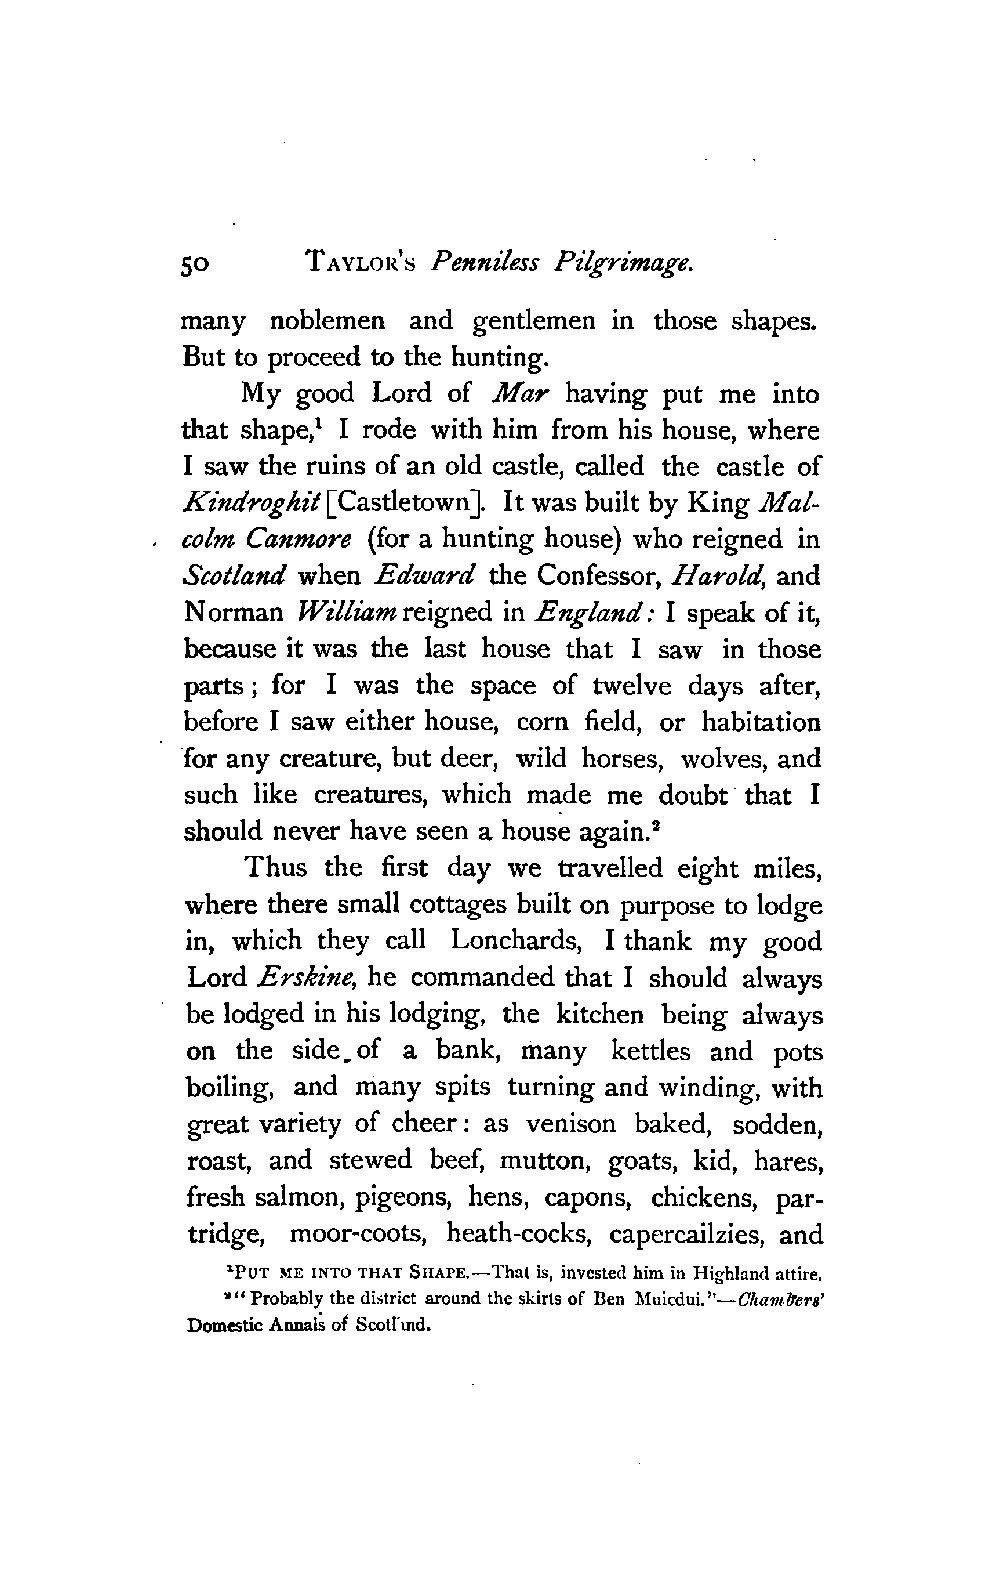 50 TAYLOR's Penniless Pilgrimage.
many noblemen and gentlemen in those shapes.
But to proceed to the hunting.
My good Lord of Mar having put me into
that shape,¹ I rode with him from his house, where
I saw the ruins of an old castle, called the castle of
Kindroghit [Castletown]. It was built by King Mal-
colm Canmore (for a hunting house) who reigned in
Scotland when Edward the Confessor, Harold, and
Norman William reigned in England: I speak of it,
because it was the last house that I saw in those
parts; for I was the space of twelve days after,
before I saw either house, corn field, or habitation
for any creature, but deer, wild horses, wolves, and
such like creatures, which made me doubt that I
should never have seen a house again.²
Thus the first day we travelled eight miles,
where there small cottages built on purpose to lodge
in, which they call Lonchards, I thank my good
Lord Erskine, he commanded that I should always
be lodged in his lodging, the kitchen being always
on the side of a bank, many kettles and pots
boiling, and many spits turning and winding, with
great variety of cheer: as venison baked, sodden,
roast, and stewed beef, mutton, goats, kid, hares,
fresh salmon, pigeons, hens, capons, chickens, par-
tridge, moor-coots, heath-cocks, capercailzies, and
¹PUT ME INTO THAT SHAPE.—That is, invested him in Highland attire.
²“Probably the district around the skirts of Ben Muicdui.”—Chambers'
Domestic Annals of Scotland.